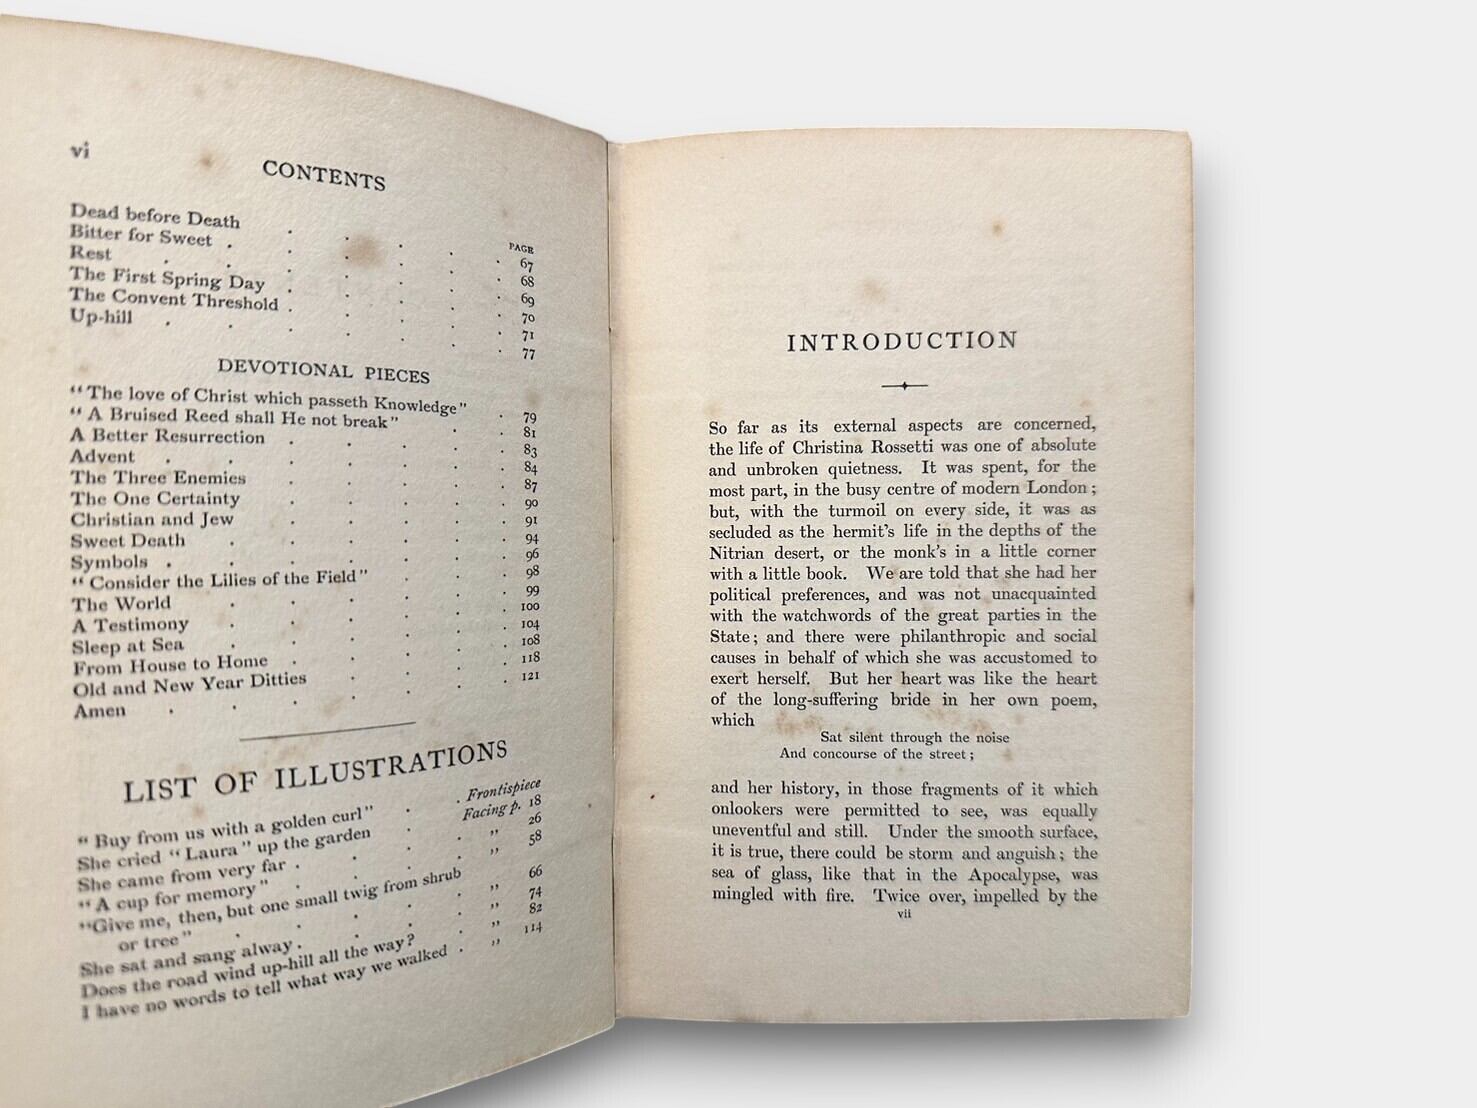 vi
CONTENTS
PAGE
Dead before Death . . . . . 67
Bitter for Sweet . . . . . 68
Rest . . . . . . 69
The First Spring Day . . . . . 70
The Convent Threshold . . . . . 71
Up-hill . . . . . . 77
DEVOTIONAL PIECES
“The love of Christ which passeth Knowledge” . 79
“A Bruised Reed shall He not break” . . 81
A Better Resurrection . . . . . 83
Advent . . . . . . 84
The Three Enemies . . . . . 87
The One Certainty . . . . . 90
Christian and Jew . . . . . 91
Sweet Death . . . . . 94
Symbols . . . . . . 96
“Consider the Lilies of the Field” . . . 98
The World . . . . . 99
A Testimony . . . . . 100
Sleep at Sea . . . . . 104
From House to Home . . . . . 108
Old and New Year Ditties . . . . 118
Amen . . . . . . 121
LIST OF ILLUSTRATIONS
“Buy from us with a golden curl” . . Frontispiece
She cried “Laura” up the garden . Facing p. 18
She came from very far . . . . ” 26
“A cup for memory” . . . . ” 58
“Give me, then, but one small twig from shrub
or tree” . . . . . ” 66
She sat and sang alway . . . . ” 74
Does the road wind up-hill all the way? . ” 82
I have no words to tell what way we walked . ” 114
INTRODUCTION
So far as its external aspects are concerned,
the life of Christina Rossetti was one of absolute
and unbroken quietness. It was spent, for the
most part, in the busy centre of modern London;
but, with the turmoil on every side, it was as
secluded as the hermit's life in the depths of the
Nitrian desert, or the monk's in a little corner
with a little book. We are told that she had her
political preferences, and was not unacquainted
with the watchwords of the great parties in the
State; and there were philanthropic and social
causes in behalf of which she was accustomed to
exert herself. But her heart was like the heart
of the long-suffering bride in her own poem,
which
Sat silent through the noise
And concourse of the street;
and her history, in those fragments of it which
onlookers were permitted to see, was equally
uneventful and still. Under the smooth surface,
it is true, there could be storm and anguish; the
sea of glass, like that in the Apocalypse, was
mingled with fire. Twice over, impelled by the
vii